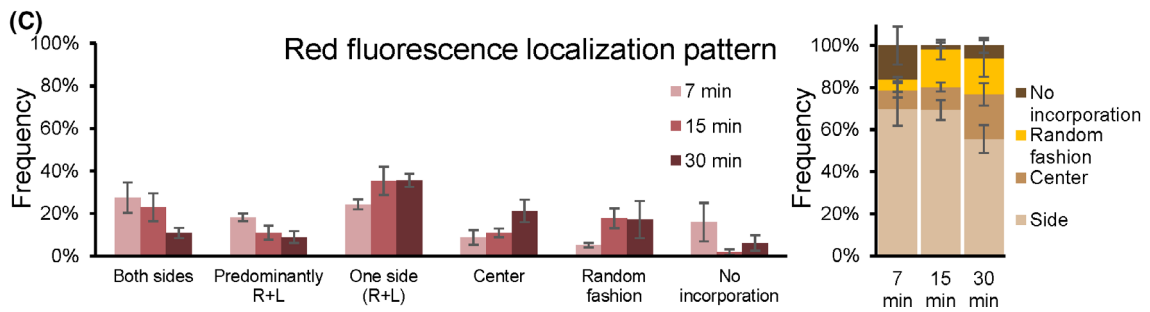 (C)
Red fluorescence localization pattern
Frequency
100%
80%
60%
40%
20%
0%
7 min
15 min
30 min
Both sides
Predominantly
R+L
One side
(R+L)
Center
Random
fashion
No
incorporation
Frequency
100%
80%
60%
40%
20%
0%
7
min
15
min
30
min
No
incorporation
Random
fashion
Center
Side